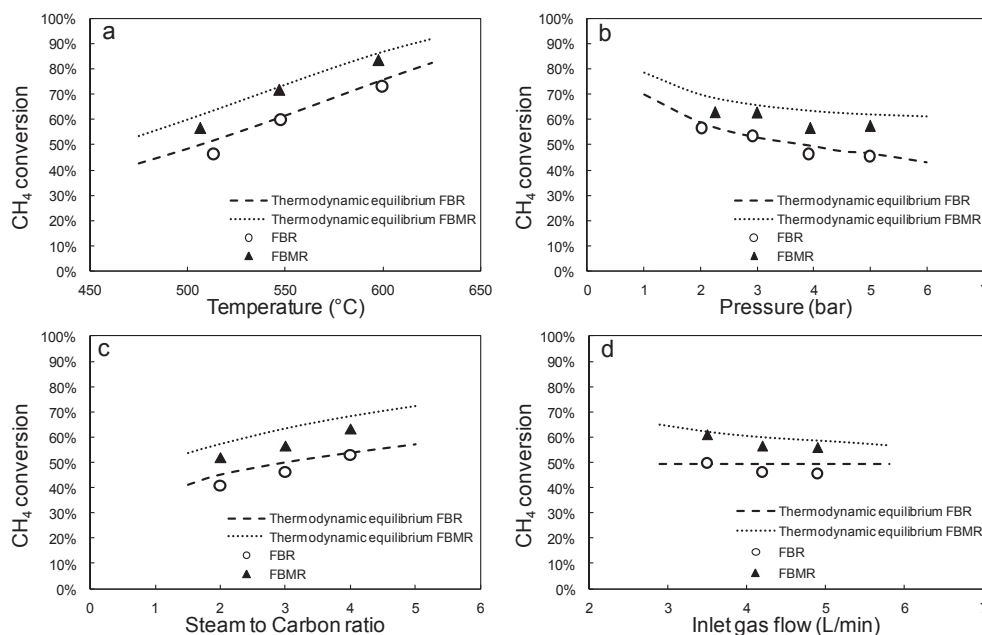 a
CH4 conversion
100%
90%
80%
70%
60%
50%
40%
30%
20%
10%
0%
Thermodynamic equilibrium FBR
Thermodynamic equilibrium FBMR
FBR
FBMR
450
500
550
600
650
Temperature (°C)
b
CH4 conversion
100%
90%
80%
70%
60%
50%
40%
30%
20%
10%
0%
Thermodynamic equilibrium FBR
Thermodynamic equilibrium FBMR
FBR
FBMR
0
1
2
3
4
5
6
Pressure (bar)
c
CH4 conversion
100%
90%
80%
70%
60%
50%
40%
30%
20%
10%
0%
Thermodynamic equilibrium FBR
Thermodynamic equilibrium FBMR
FBR
FBMR
0
1
2
3
4
5
6
Steam to Carbon ratio
d
CH4 conversion
100%
90%
80%
70%
60%
50%
40%
30%
20%
10%
0%
Thermodynamic equilibrium FBR
Thermodynamic equilibrium FBMR
FBR
FBMR
2
3
4
5
6
Inlet gas flow (L/min)